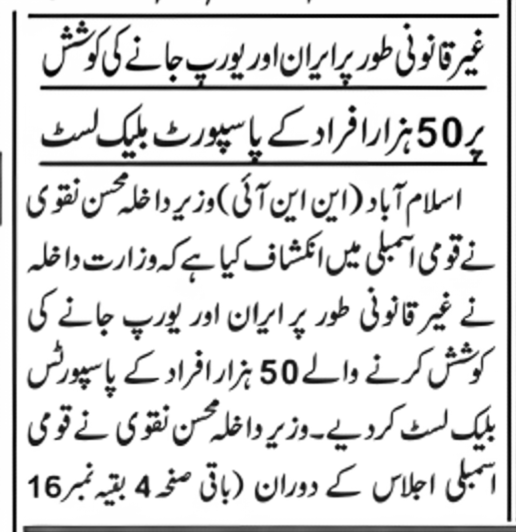 غیر قانونی طور پر ایران اور یورپ جانے کی کوشش
پر 50 ہزار افراد کے پاسپورٹ بلیک لسٹ
اسلام آباد (این این آئی) وزیر داخلہ محسن نقوی
نے قومی اسمبلی میں انکشاف کیا ہے کہ وزارت داخلہ
نے غیر قانونی طور پر ایران اور یورپ جانے کی
کوشش کرنے والے 50 ہزار افراد کے پاسپورٹس
بلیک لسٹ کر دیے۔ وزیر داخلہ محسن نقوی نے قومی
اسمبلی اجلاس کے دوران (باقی صفحہ 4 بقیہ نمبر 16